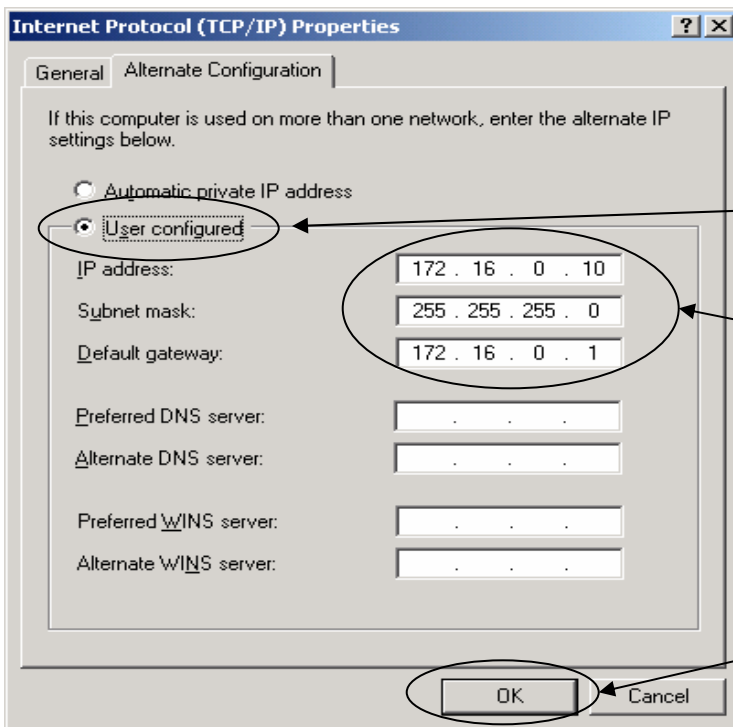 Internet Protocol (TCP/IP) Properties
General Alternate Configuration
If this computer is used on more than one network, enter the alternate IP
settings below.
Automatic private IP address
User configured
IP address: 172 . 16 . 0 . 10
Subnet mask: 255 . 255 . 255 . 0
Default gateway: 172 . 16 . 0 . 1
Preferred DNS server: . . .
Alternate DNS server: . . .
Preferred WINS server: . . .
Alternate WINS server: . . .
OK Cancel